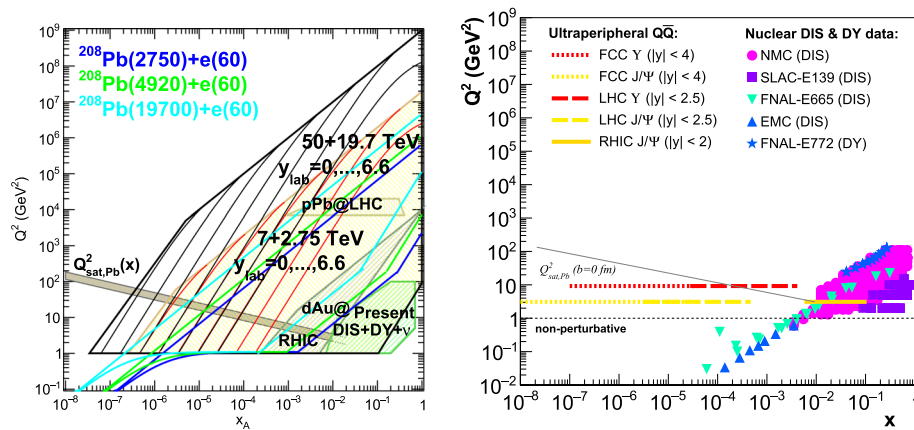 10⁹
10⁸
10⁷
10⁶
10⁵
10⁴
10³
10²
10
1
10⁻¹
Q² (GeV²)
²⁰⁸Pb(2750)+e(60)
²⁰⁸Pb(4920)+e(60)
²⁰⁸Pb(19700)+e(60)
50+19.7 TeV
y_lab=0,...,6.6
pPb@LHC
7+2.75 TeV
y_lab=0,...,6.6
Q²_sat,Pb(x)
dAu@
RHIC
Present
DIS+DY+ν
10⁻⁸ 10⁻⁷ 10⁻⁶ 10⁻⁵ 10⁻⁴ 10⁻³ 10⁻² 10⁻¹ 1
x_A
Q² (GeV²)
10⁹
10⁸
10⁷
10⁶
10⁵
10⁴
10³
10²
10
1
10⁻¹
10⁻²
Ultraperipheral QQ̅:
FCC Υ (|y| < 4)
FCC J/Ψ (|y| < 4)
LHC Υ (|y| < 2.5)
LHC J/Ψ (|y| < 2.5)
RHIC J/Ψ (|y| < 2)
Nuclear DIS & DY data:
NMC (DIS)
SLAC-E139 (DIS)
FNAL-E665 (DIS)
EMC (DIS)
FNAL-E772 (DY)
Q²_sat,Pb (b=0 fm)
non-perturbative
10⁻⁸ 10⁻⁷ 10⁻⁶ 10⁻⁵ 10⁻⁴ 10⁻³ 10⁻² 10⁻¹ 1
x